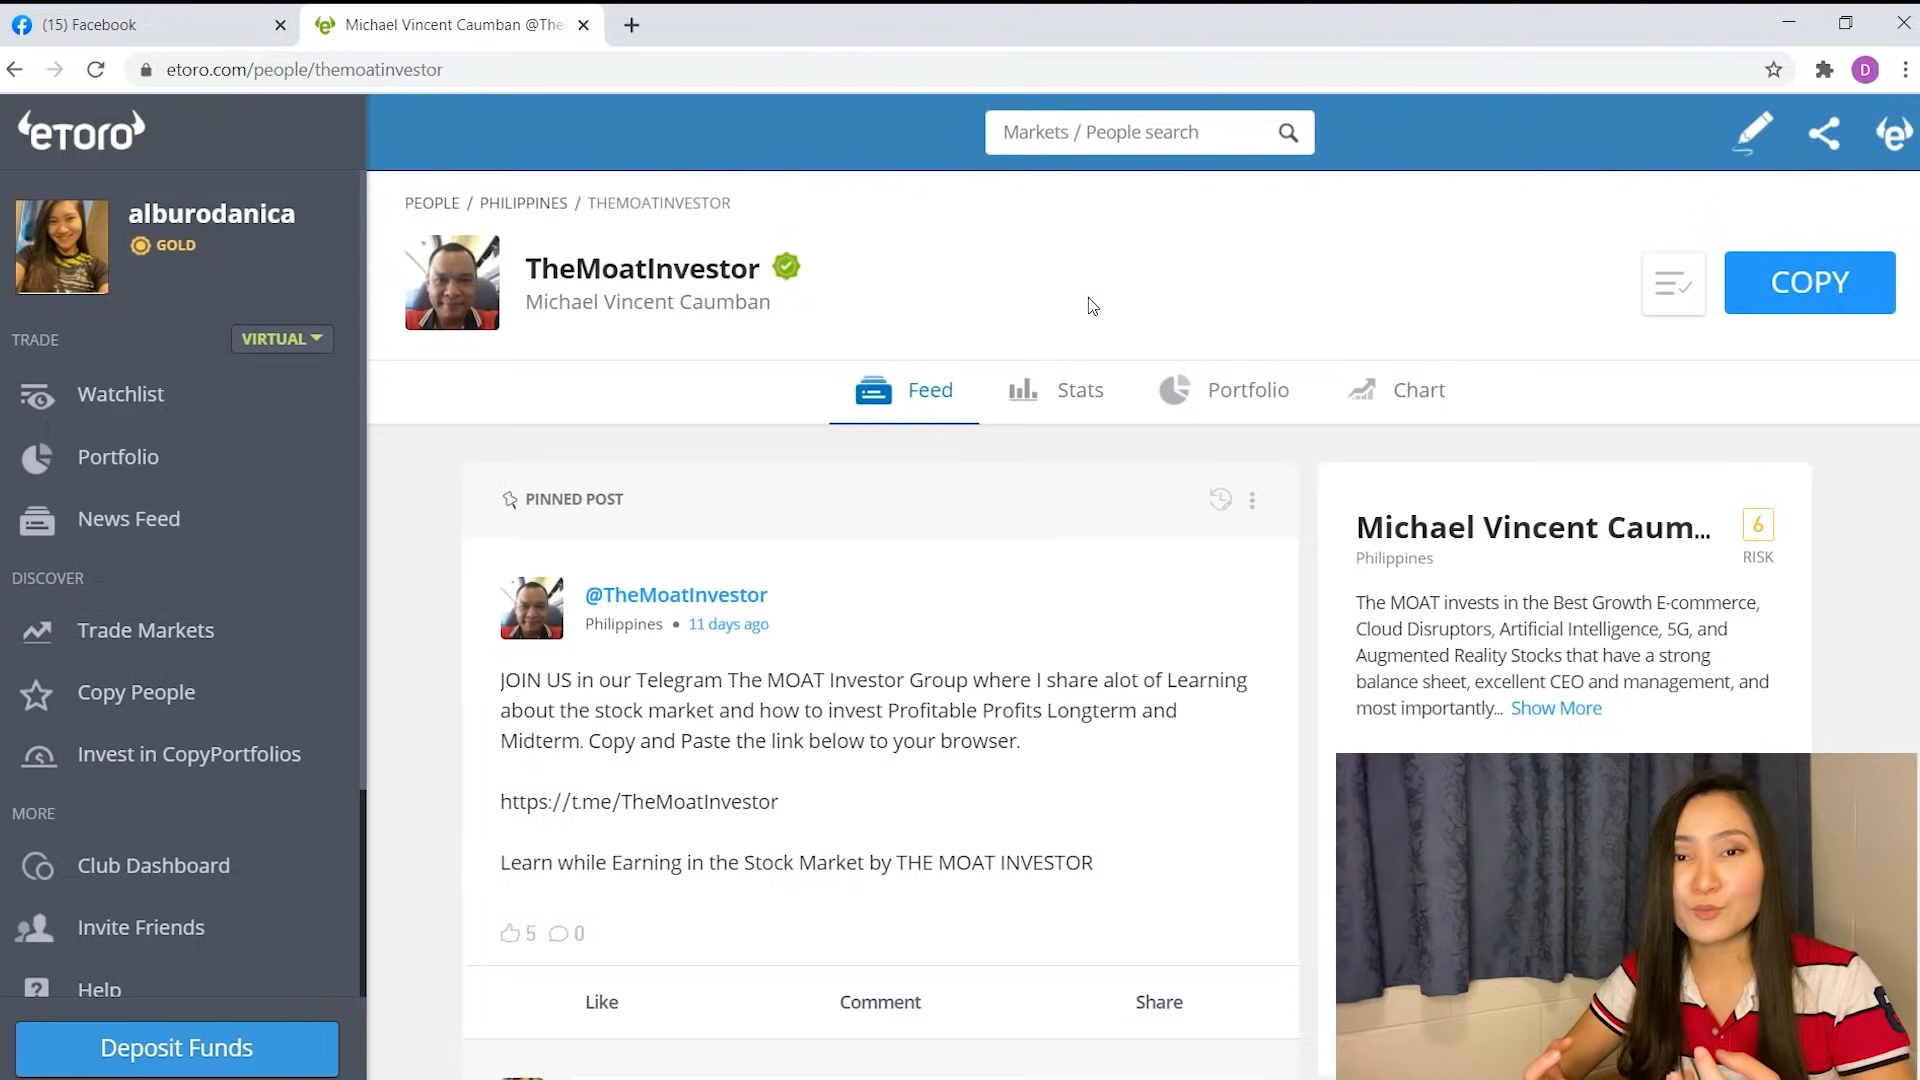 (15) Facebook
Michael Vincent Caumban @The
etoro.com/people/themoatinvestor
eToro
Markets / People search
alburodanica
GOLD
TRADE
VIRTUAL
Watchlist
Portfolio
News Feed
DISCOVER
Trade Markets
Copy People
Invest in CopyPortfolios
MORE
Club Dashboard
Invite Friends
Help
Deposit Funds
PEOPLE / PHILIPPINES / THEMOATINVESTOR
TheMoatInvestor
Michael Vincent Caumban
COPY
Feed
Stats
Portfolio
Chart
PINNED POST
@TheMoatInvestor
Philippines • 11 days ago
JOIN US in our Telegram The MOAT Investor Group where I share alot of Learning
about the stock market and how to invest Profitable Profits Longterm and
Midterm. Copy and Paste the link below to your browser.
https://t.me/TheMoatInvestor
Learn while Earning in the Stock Market by THE MOAT INVESTOR
5 0
Like
Comment
Share
Michael Vincent Caum...
6
Philippines
RISK
The MOAT invests in the Best Growth E-commerce,
Cloud Disruptors, Artificial Intelligence, 5G, and
Augmented Reality Stocks that have a strong
balance sheet, excellent CEO and management, and
most importantly... Show More
D